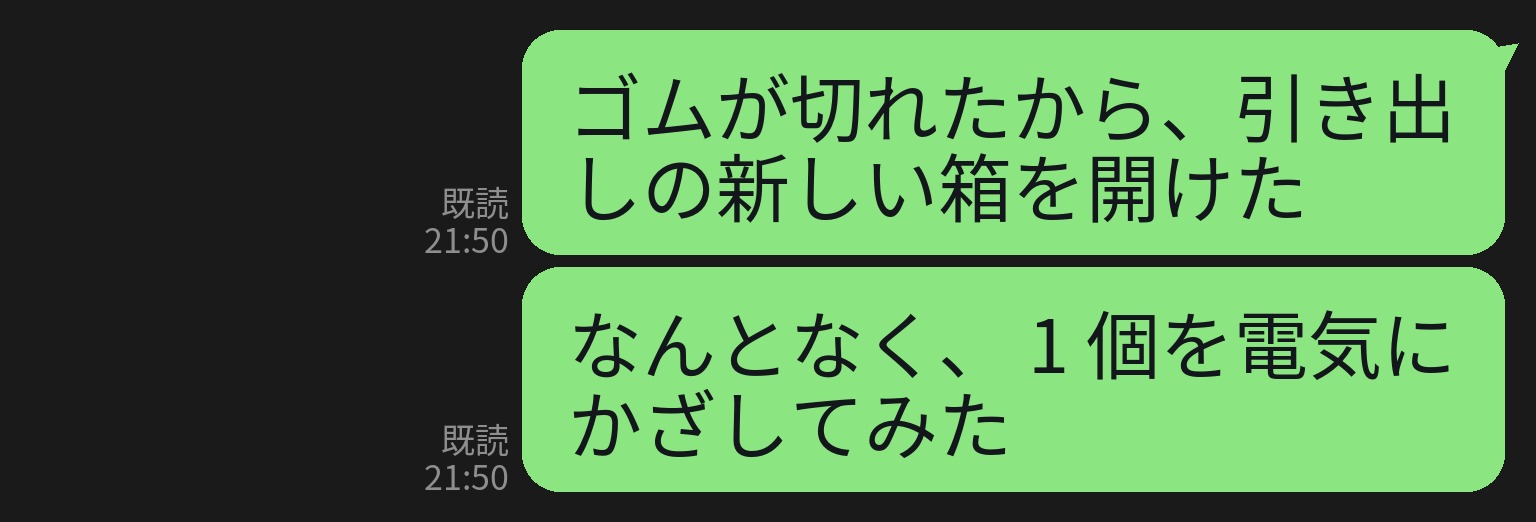 ゴムが切れたから、引き出
しの新しい箱を開けた
既読
21:50
なんとなく、１個を電気に
かざしてみた
既読
21:50